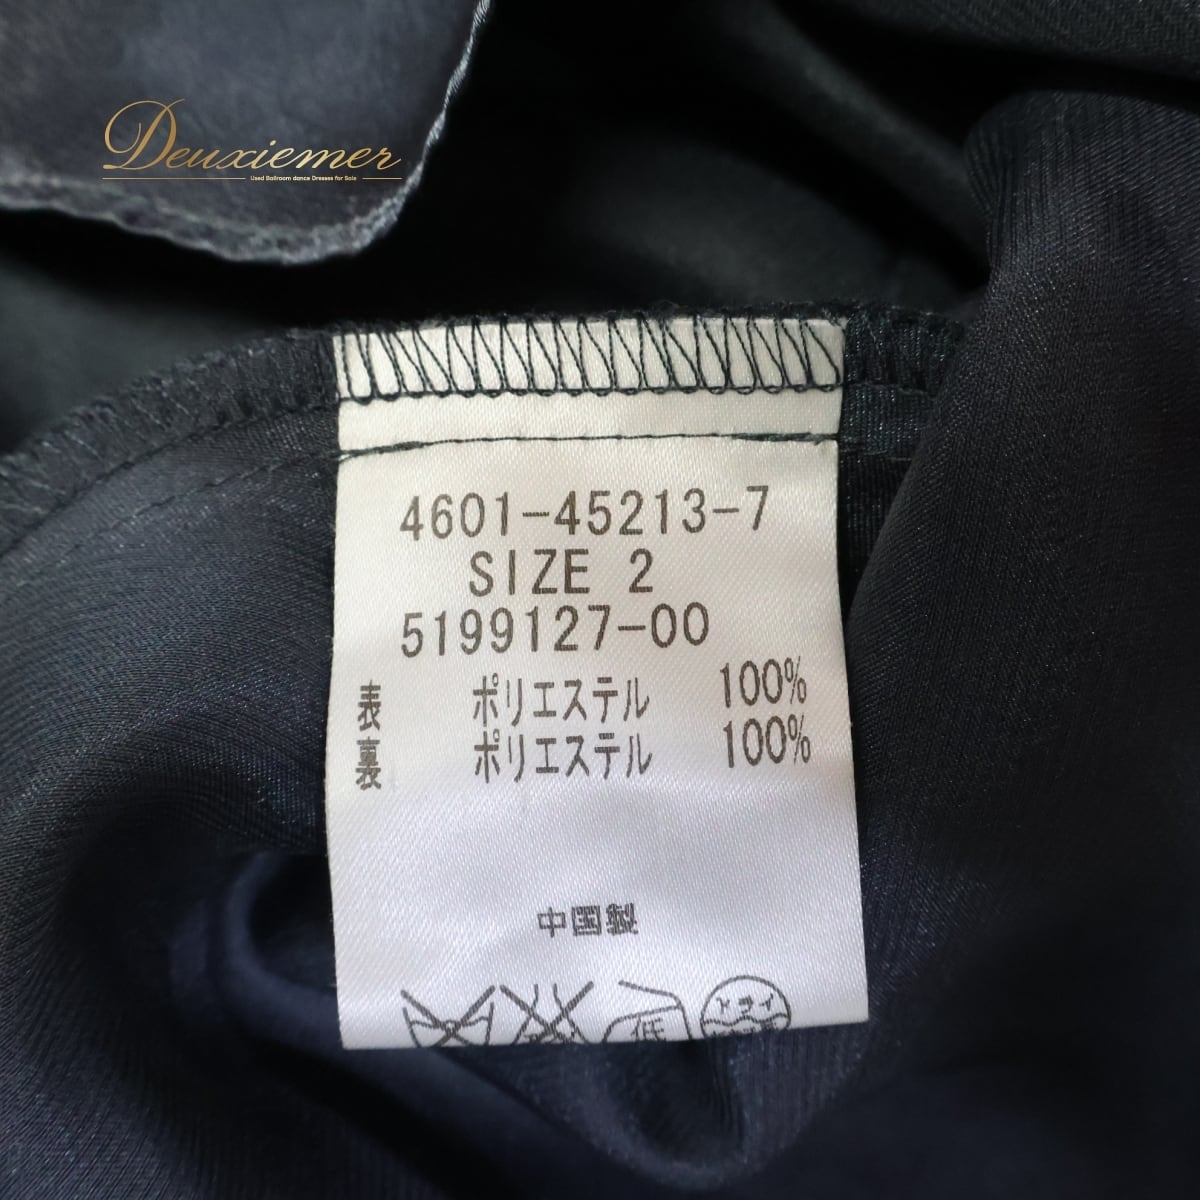 Deuxiemer
Used Ballroom dance Dresses for Sale
4601-45213-7
SIZE 2
5199127-00
表 ポリエステル 100%
裏 ポリエステル 100%
中国製
低 ドライ